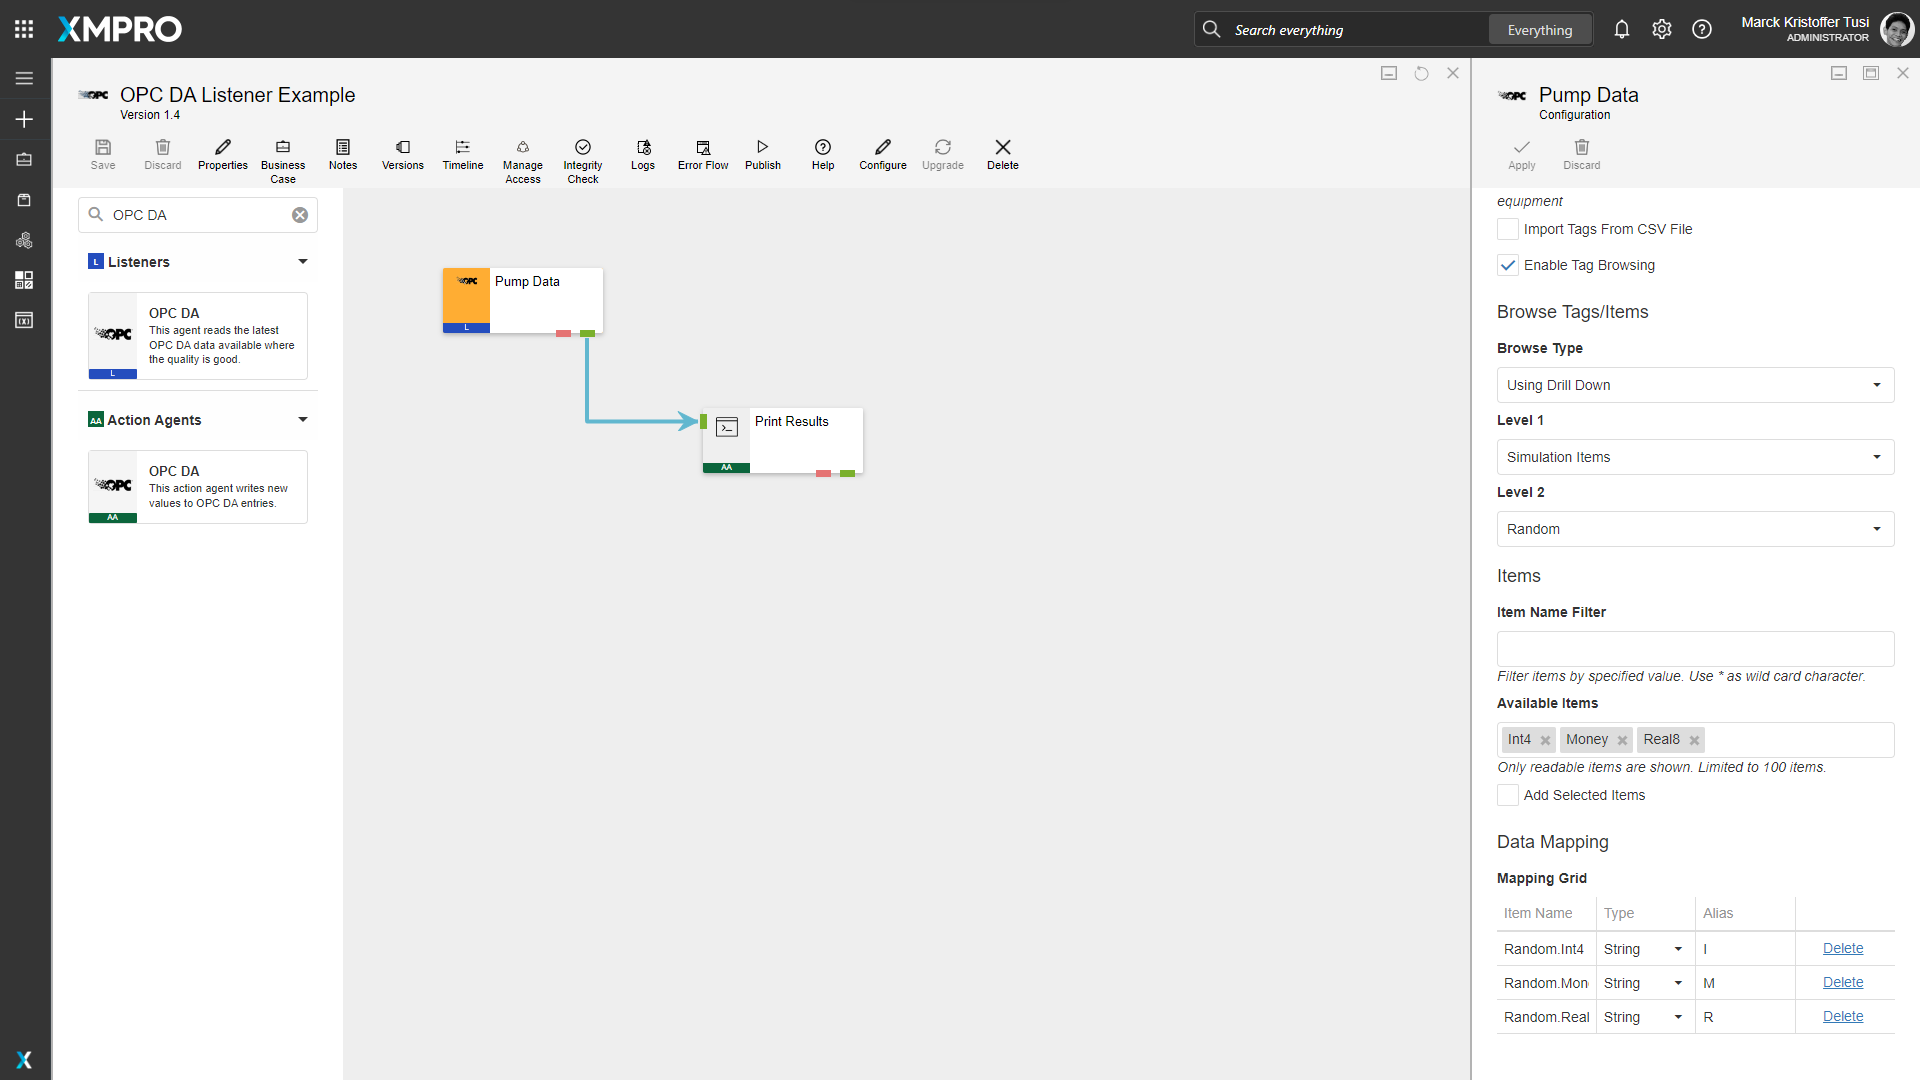 XMPRO
Search everything
Everything
Marck Kristoffer Tusi
ADMINISTRATOR
OPC
OPC DA Listener Example
Version 1.4
Save
Discard
Properties
Business
Case
Notes
Versions
Timeline
Manage
Access
Integrity
Check
Logs
Error Flow
Publish
Help
Configure
Upgrade
Delete
OPC DA
L Listeners
OPC
L
OPC DA
This agent reads the latest
OPC DA data available where
the quality is good.
AA Action Agents
OPC
AA
OPC DA
This action agent writes new
values to OPC DA entries.
OPC
L
Pump Data
AA
Print Results
OPC
Pump Data
Configuration
Apply
Discard
equipment
Import Tags From CSV File
Enable Tag Browsing
Browse Tags/Items
Browse Type
Using Drill Down
Level 1
Simulation Items
Level 2
Random
Items
Item Name Filter
Filter items by specified value. Use * as wild card character.
Available Items
Int4 Money Real8
Only readable items are shown. Limited to 100 items.
Add Selected Items
Data Mapping
Mapping Grid
Item Name Type Alias
Random.Int4 String I Delete
Random.Mon String M Delete
Random.Real String R Delete